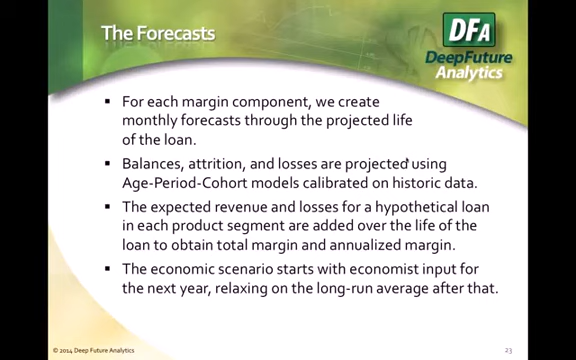 The Forecasts
DFA
DeepFuture
Analytics
▪ For each margin component, we create
monthly forecasts through the projected life
of the loan.
▪ Balances, attrition, and losses are projected using
Age-Period-Cohort models calibrated on historic data.
▪ The expected revenue and losses for a hypothetical loan
in each product segment are added over the life of the
loan to obtain total margin and annualized margin.
▪ The economic scenario starts with economist input for
the next year, relaxing on the long-run average after that.
© 2014 Deep Future Analytics
23